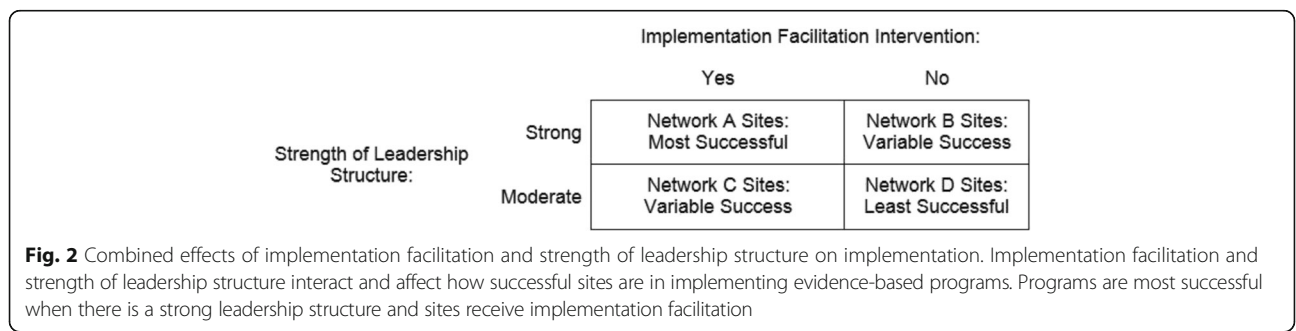 Implementation Facilitation Intervention:
Yes No
Strong
Network A Sites:
Most Successful
Network B Sites:
Variable Success
Strength of Leadership
Structure:
Moderate
Network C Sites:
Variable Success
Network D Sites:
Least Successful
Fig. 2 Combined effects of implementation facilitation and strength of leadership structure on implementation. Implementation facilitation and
strength of leadership structure interact and affect how successful sites are in implementing evidence-based programs. Programs are most successful
when there is a strong leadership structure and sites receive implementation facilitation